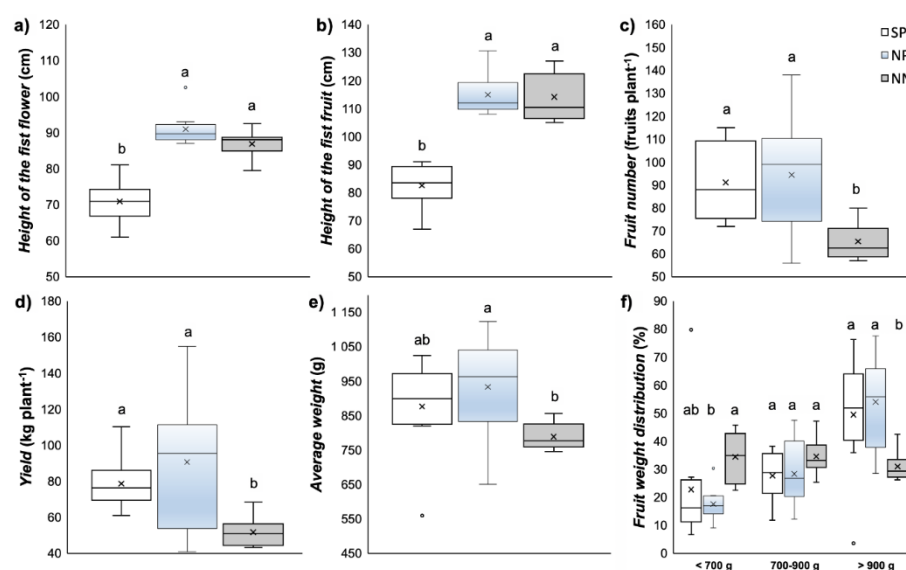 a)
Height of the fist flower (cm)
120
110
100
90
80
70
60
50
b
a
a
b)
Height of the fist fruit (cm)
140
130
120
110
100
90
80
70
60
50
b
a
a
c)
Fruit number (fruits plant⁻¹)
160
150
140
130
120
110
100
90
80
70
60
50
a
a
b
SP
NP
NN
d)
Yield (kg plant⁻¹)
180
160
140
120
100
80
60
40
a
a
b
e)
Average weight (g)
1 150
1 050
950
850
750
650
550
450
ab
a
b
f)
Fruit weight distribution (%)
90
80
70
60
50
40
30
20
10
0
ab
b
a
a
a
a
a
a
b
< 700 g
700-900 g
> 900 g